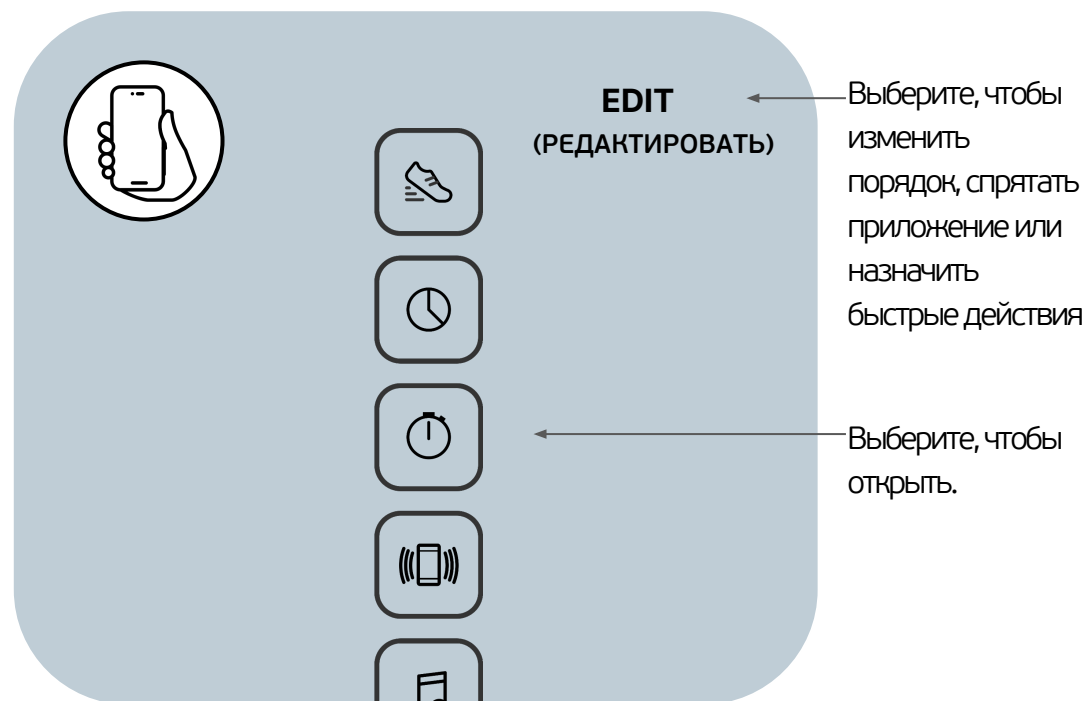 EDIT
(РЕДАКТИРОВАТЬ)
Выберите, чтобы
изменить
порядок, спрятать
приложение или
назначить
быстрые действия
Выберите, чтобы
открыть.